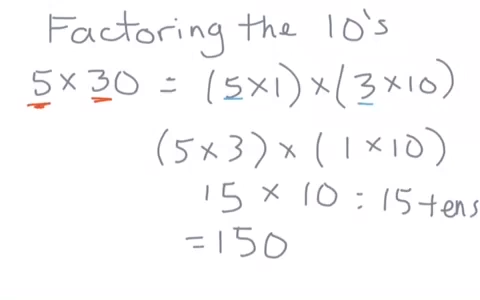 Factoring the 10's
5 × 30 = (5×1) × (3 ×10)
(5 × 3) × ( 1 × 10)
15 × 10 : 15 tens
= 150